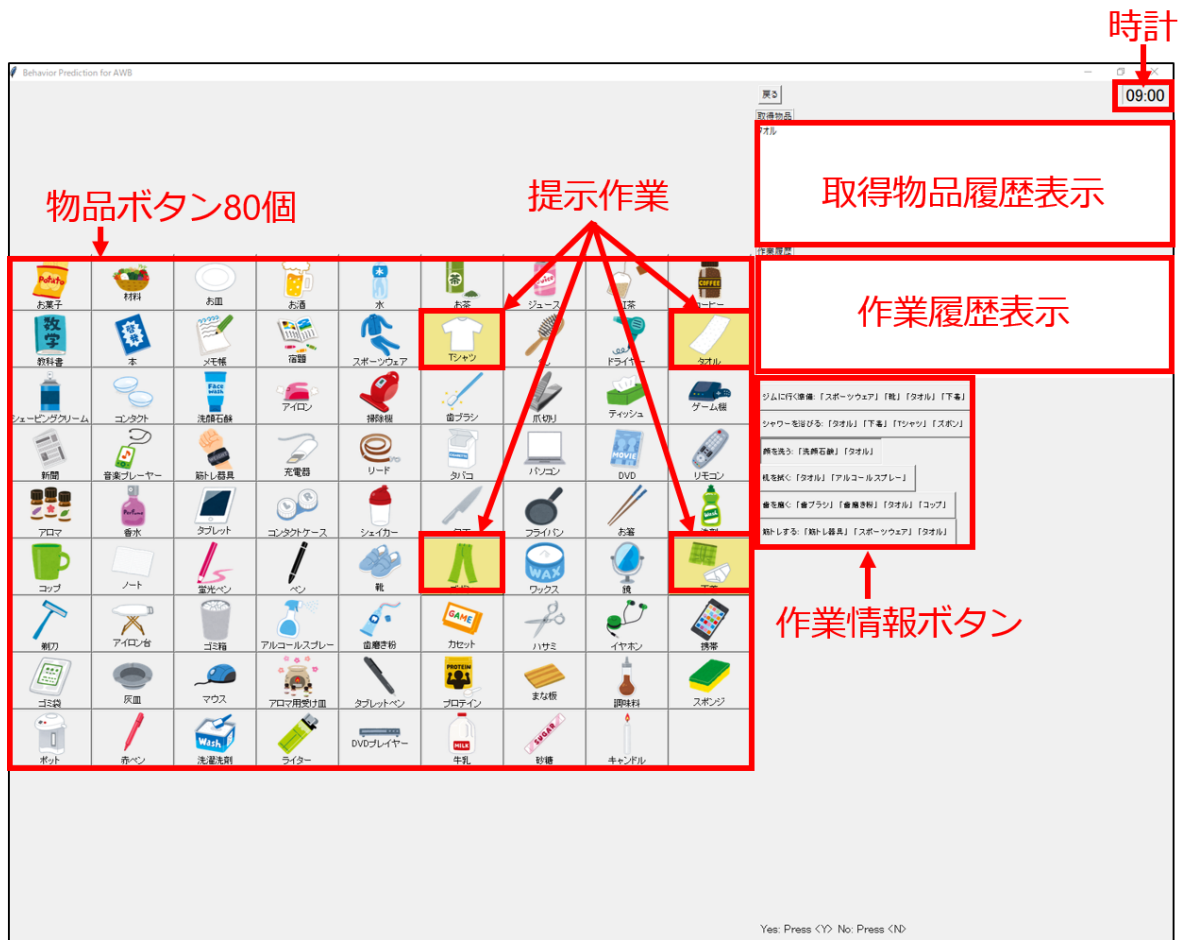 時計
Behavior Prediction for AWB
戻る
09:00
取得物品
タオル
取得物品履歴表示
物品ボタン80個
提示作業
作業履歴
作業履歴表示
お菓子 材料 お皿 お酒 水 お茶 ジュース コーヒー
教科書 本 メモ帳 宿題 スポーツウェア Tシャツ ドライヤー タオル
シェービングクリーム コンタクト 洗顔石鹸 アイロン 掃除機 歯ブラシ 爪切り ティッシュ ゲーム機
新聞 音楽プレーヤー 筋トレ器具 充電器 リード タバコ パソコン DVD リモコン
アロマ 香水 タブレット コンタクトケース シェイカー フライパン お箸 洗剤
コップ ノート 蛍光ペン ペン 靴 ワックス 鏡
剃刀 アイロン台 ゴミ箱 アルコールスプレー 歯磨き粉 カセット ハサミ イヤホン 携帯
ゴミ袋 灰皿 マウス アロマ用受け皿 タブレットペン プロテイン まな板 調味料 スポンジ
ポット 赤ペン 洗濯洗剤 ライター DVDプレイヤー 牛乳 砂糖 キャンドル
ジムに行く準備:「スポーツウェア」「靴」「タオル」「下着」
シャワーを浴びる:「タオル」「下着」「Tシャツ」「ズボン」
顔を洗う:「洗顔石鹸」「タオル」
机を拭く:「タオル」「アルコールスプレー」
歯を磨く:「歯ブラシ」「歯磨き粉」「タオル」「コップ」
筋トレする:「筋トレ器具」「スポーツウェア」「タオル」
作業情報ボタン
Yes: Press <Y> No: Press <N>